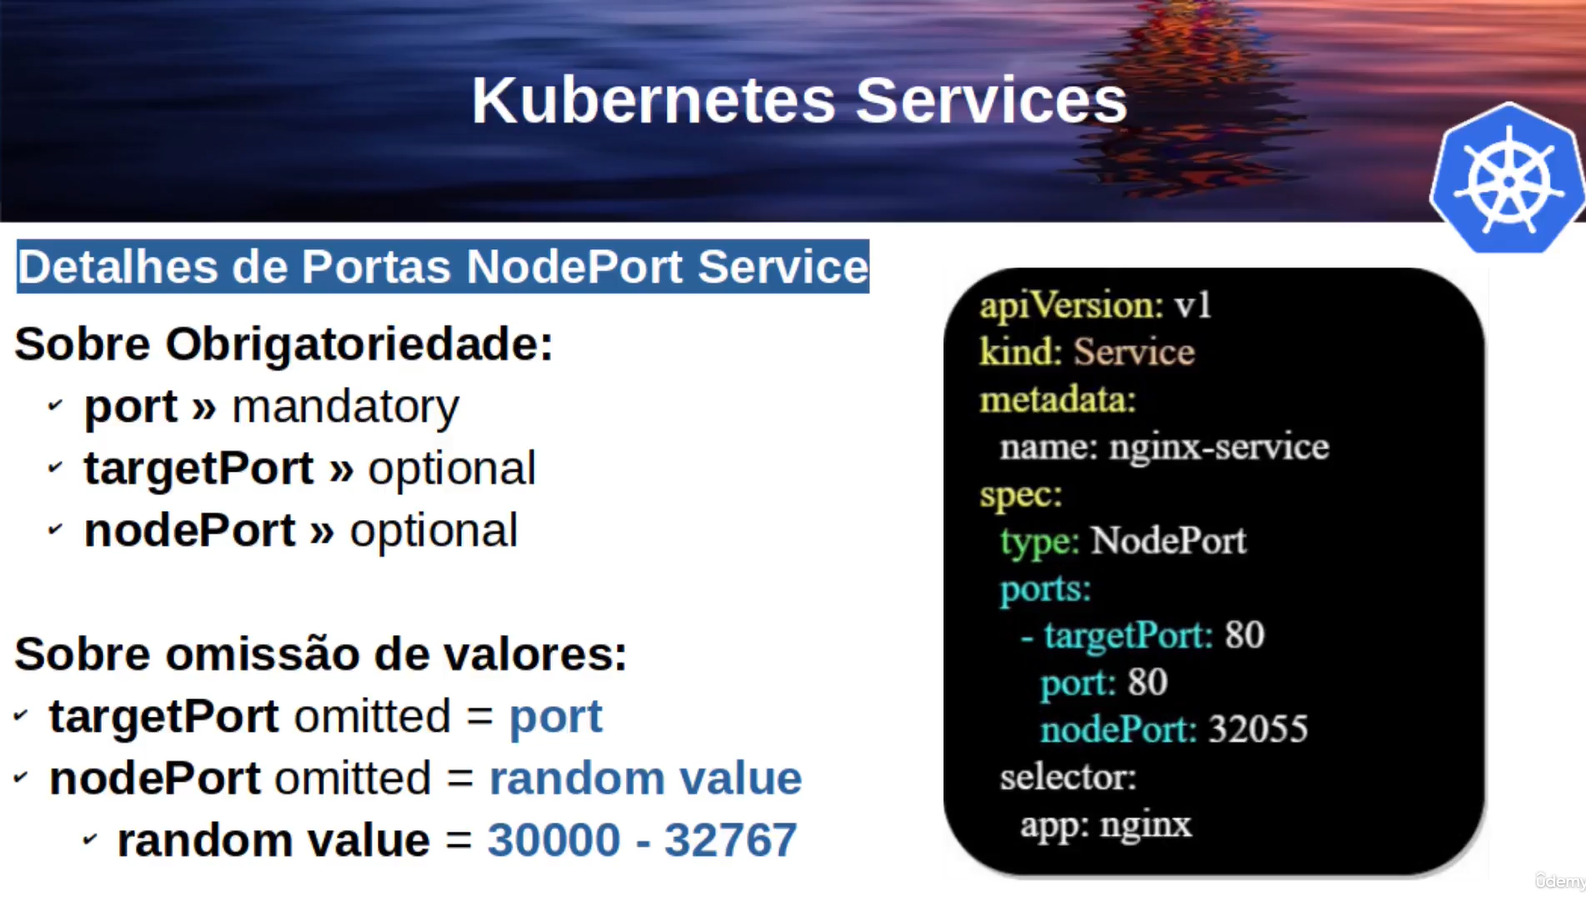 Kubernetes Services
Detalhes de Portas NodePort Service
Sobre Obrigatoriedade:
✔ port » mandatory
✔ targetPort » optional
✔ nodePort » optional
Sobre omissão de valores:
✔ targetPort omitted = port
✔ nodePort omitted = random value
✔ random value = 30000 - 32767
apiVersion: v1
kind: Service
metadata:
name: nginx-service
spec:
type: NodePort
ports:
- targetPort: 80
port: 80
nodePort: 32055
selector:
app: nginx
ûdemy